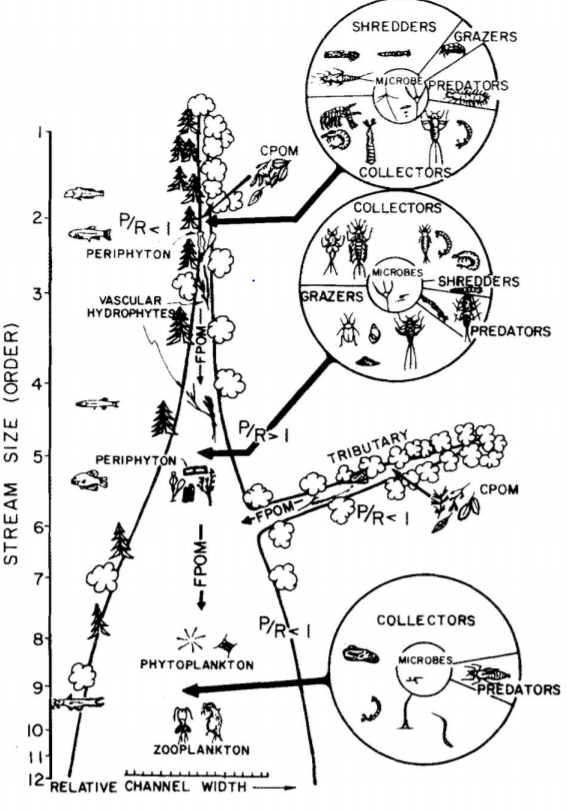 SHREDDERS
GRAZERS
MICROBES
PREDATORS
COLLECTORS
1
CPOM
2
P/R < 1
PERIPHYTON
COLLECTORS
MICROBES
SHREDDERS
GRAZERS
PREDATORS
3
VASCULAR
HYDROPHYTES
FPOM
4
STREAM SIZE (ORDER)
P/R > 1
5
PERIPHYTON
TRIBUTARY
CPOM
FPOM
P/R < 1
6
FPOM
7
P/R < 1
COLLECTORS
MICROBES
PREDATORS
8
PHYTOPLANKTON
9
10
ZOOPLANKTON
11
12
RELATIVE CHANNEL WIDTH